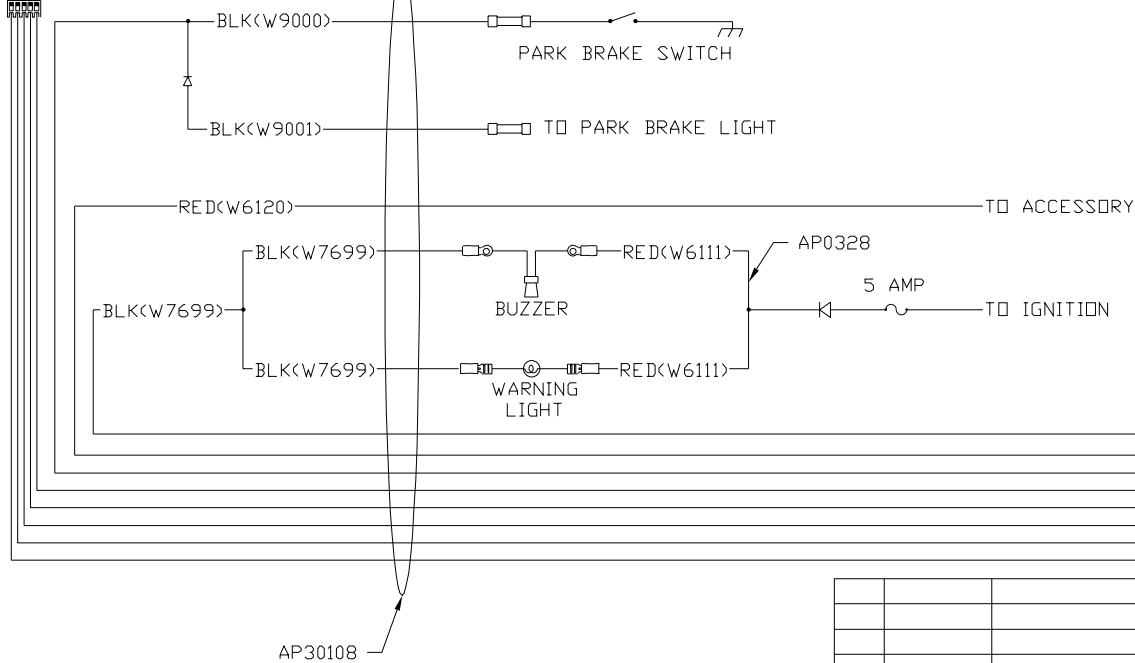 BLK(W9000)
PARK BRAKE SWITCH
BLK(W9001)
TO PARK BRAKE LIGHT
RED(W6120)
TO ACCESSORY
BLK(W7699)
RED(W6111)
AP0328
5 AMP
BLK(W7699)
BUZZER
TO IGNITION
BLK(W7699)
RED(W6111)
WARNING
LIGHT
AP30108